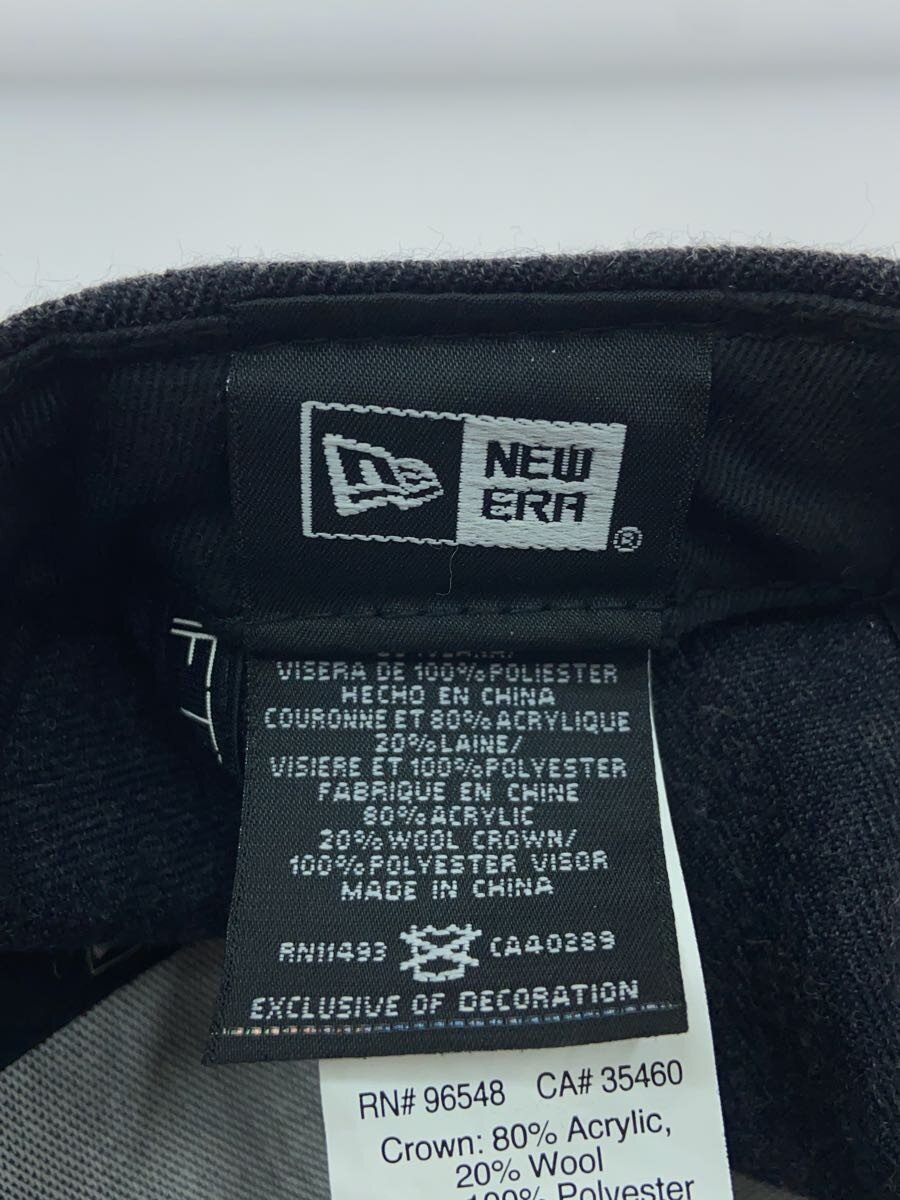 NEW
ERA
®
VISERA DE 100% POLIESTER
HECHO EN CHINA
COURONNE ET 80% ACRYLIQUE
20% LAINE/
VISIERE ET 100% POLYESTER
FABRIQUE EN CHINE
80% ACRYLIC
20% WOOL CROWN/
100% POLYESTER VISOR
MADE IN CHINA
RN11493 CA40289
EXCLUSIVE OF DECORATION
RN# 96548 CA# 35460
Crown: 80% Acrylic,
20% Wool
100% Polyester